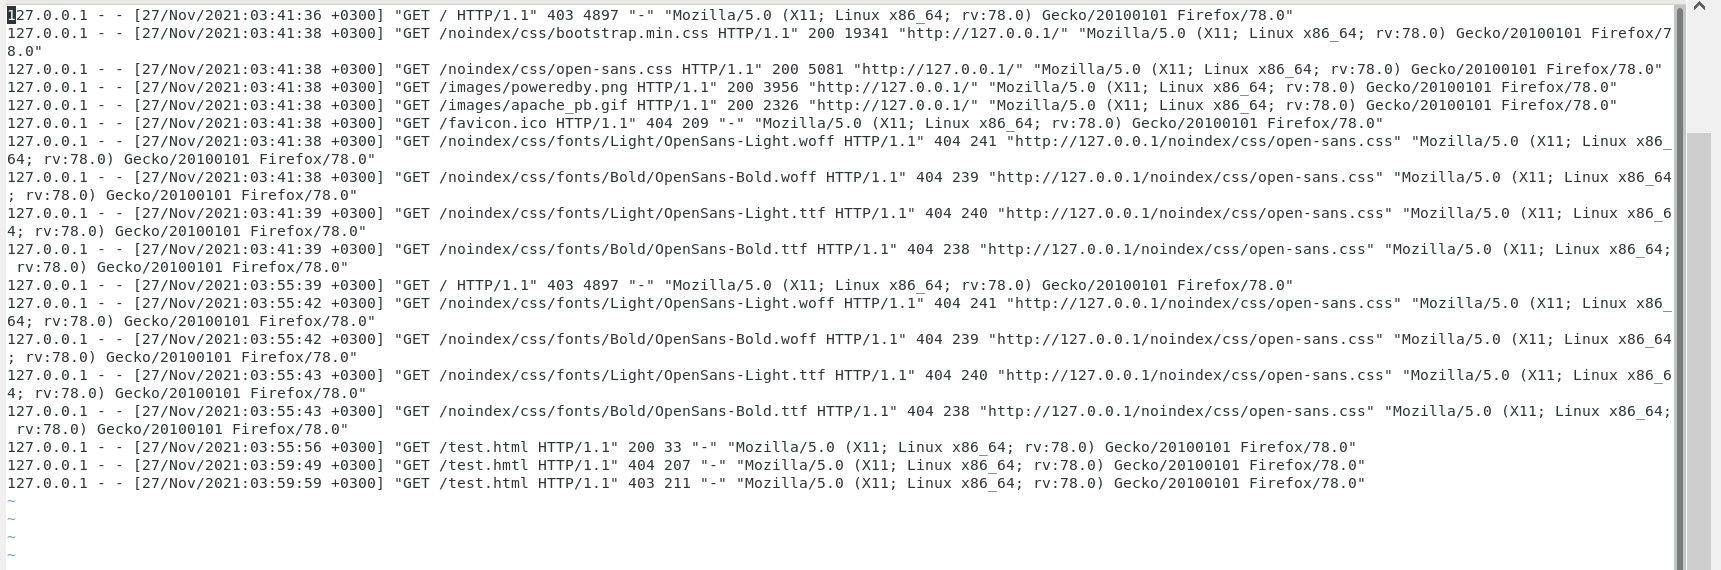 127.0.0.1 - - [27/Nov/2021:03:41:36 +0300] "GET / HTTP/1.1" 403 4897 "-" "Mozilla/5.0 (X11; Linux x86_64; rv:78.0) Gecko/20100101 Firefox/78.0"
127.0.0.1 - - [27/Nov/2021:03:41:38 +0300] "GET /noindex/css/bootstrap.min.css HTTP/1.1" 200 19341 "http://127.0.0.1/" "Mozilla/5.0 (X11; Linux x86_64; rv:78.0) Gecko/20100101 Firefox/7
8.0"
127.0.0.1 - - [27/Nov/2021:03:41:38 +0300] "GET /noindex/css/open-sans.css HTTP/1.1" 200 5081 "http://127.0.0.1/" "Mozilla/5.0 (X11; Linux x86_64; rv:78.0) Gecko/20100101 Firefox/78.0"
127.0.0.1 - - [27/Nov/2021:03:41:38 +0300] "GET /images/poweredby.png HTTP/1.1" 200 3956 "http://127.0.0.1/" "Mozilla/5.0 (X11; Linux x86_64; rv:78.0) Gecko/20100101 Firefox/78.0"
127.0.0.1 - - [27/Nov/2021:03:41:38 +0300] "GET /images/apache_pb.gif HTTP/1.1" 200 2326 "http://127.0.0.1/" "Mozilla/5.0 (X11; Linux x86_64; rv:78.0) Gecko/20100101 Firefox/78.0"
127.0.0.1 - - [27/Nov/2021:03:41:38 +0300] "GET /favicon.ico HTTP/1.1" 404 209 "-" "Mozilla/5.0 (X11; Linux x86_64; rv:78.0) Gecko/20100101 Firefox/78.0"
127.0.0.1 - - [27/Nov/2021:03:41:38 +0300] "GET /noindex/css/fonts/Light/OpenSans-Light.woff HTTP/1.1" 404 241 "http://127.0.0.1/noindex/css/open-sans.css" "Mozilla/5.0 (X11; Linux x86_
64; rv:78.0) Gecko/20100101 Firefox/78.0"
127.0.0.1 - - [27/Nov/2021:03:41:38 +0300] "GET /noindex/css/fonts/Bold/OpenSans-Bold.woff HTTP/1.1" 404 239 "http://127.0.0.1/noindex/css/open-sans.css" "Mozilla/5.0 (X11; Linux x86_64
; rv:78.0) Gecko/20100101 Firefox/78.0"
127.0.0.1 - - [27/Nov/2021:03:41:39 +0300] "GET /noindex/css/fonts/Light/OpenSans-Light.ttf HTTP/1.1" 404 240 "http://127.0.0.1/noindex/css/open-sans.css" "Mozilla/5.0 (X11; Linux x86_6
4; rv:78.0) Gecko/20100101 Firefox/78.0"
127.0.0.1 - - [27/Nov/2021:03:41:39 +0300] "GET /noindex/css/fonts/Bold/OpenSans-Bold.ttf HTTP/1.1" 404 238 "http://127.0.0.1/noindex/css/open-sans.css" "Mozilla/5.0 (X11; Linux x86_64;
 rv:78.0) Gecko/20100101 Firefox/78.0"
127.0.0.1 - - [27/Nov/2021:03:55:39 +0300] "GET / HTTP/1.1" 403 4897 "-" "Mozilla/5.0 (X11; Linux x86_64; rv:78.0) Gecko/20100101 Firefox/78.0"
127.0.0.1 - - [27/Nov/2021:03:55:42 +0300] "GET /noindex/css/fonts/Light/OpenSans-Light.woff HTTP/1.1" 404 241 "http://127.0.0.1/noindex/css/open-sans.css" "Mozilla/5.0 (X11; Linux x86_
64; rv:78.0) Gecko/20100101 Firefox/78.0"
127.0.0.1 - - [27/Nov/2021:03:55:42 +0300] "GET /noindex/css/fonts/Bold/OpenSans-Bold.woff HTTP/1.1" 404 239 "http://127.0.0.1/noindex/css/open-sans.css" "Mozilla/5.0 (X11; Linux x86_64
; rv:78.0) Gecko/20100101 Firefox/78.0"
127.0.0.1 - - [27/Nov/2021:03:55:43 +0300] "GET /noindex/css/fonts/Light/OpenSans-Light.ttf HTTP/1.1" 404 240 "http://127.0.0.1/noindex/css/open-sans.css" "Mozilla/5.0 (X11; Linux x86_6
4; rv:78.0) Gecko/20100101 Firefox/78.0"
127.0.0.1 - - [27/Nov/2021:03:55:43 +0300] "GET /noindex/css/fonts/Bold/OpenSans-Bold.ttf HTTP/1.1" 404 238 "http://127.0.0.1/noindex/css/open-sans.css" "Mozilla/5.0 (X11; Linux x86_64;
 rv:78.0) Gecko/20100101 Firefox/78.0"
127.0.0.1 - - [27/Nov/2021:03:55:56 +0300] "GET /test.html HTTP/1.1" 200 33 "-" "Mozilla/5.0 (X11; Linux x86_64; rv:78.0) Gecko/20100101 Firefox/78.0"
127.0.0.1 - - [27/Nov/2021:03:59:49 +0300] "GET /test.hmtl HTTP/1.1" 404 207 "-" "Mozilla/5.0 (X11; Linux x86_64; rv:78.0) Gecko/20100101 Firefox/78.0"
127.0.0.1 - - [27/Nov/2021:03:59:59 +0300] "GET /test.html HTTP/1.1" 403 211 "-" "Mozilla/5.0 (X11; Linux x86_64; rv:78.0) Gecko/20100101 Firefox/78.0"
~
~
~
~